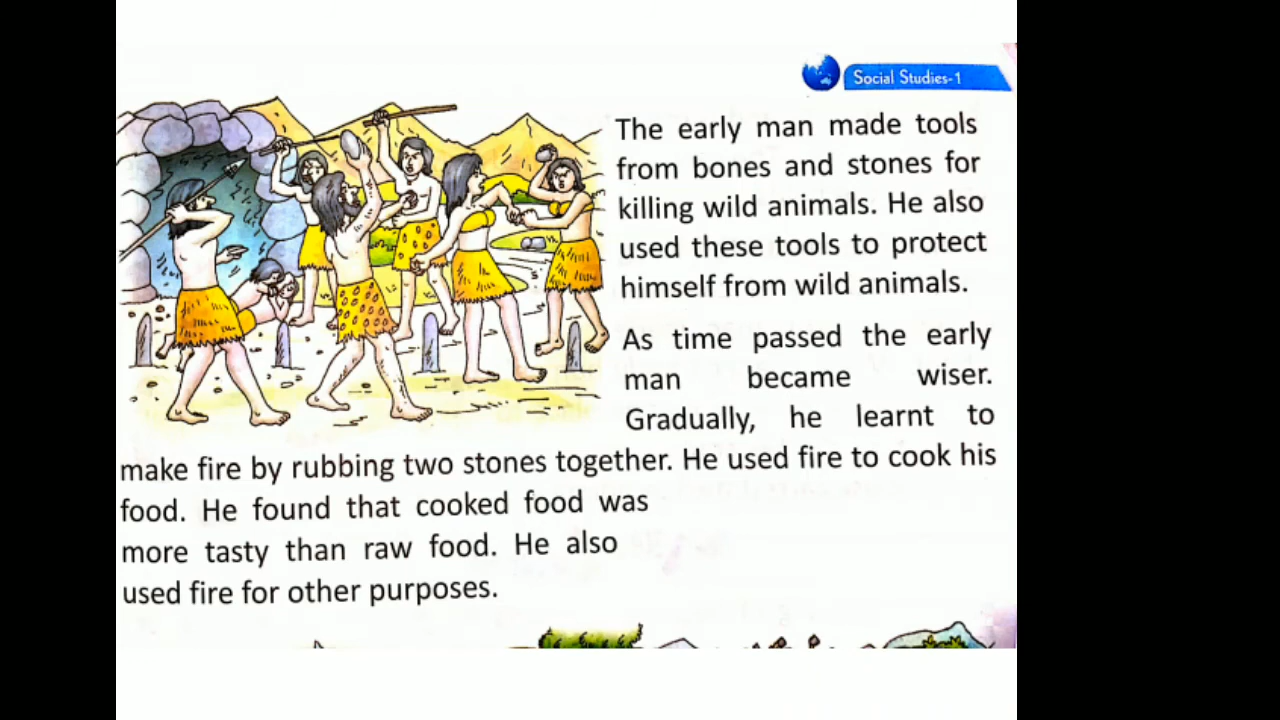 Social Studies-1
The early man made tools
from bones and stones for
killing wild animals. He also
used these tools to protect
himself from wild animals.
As time passed the early
man became wiser.
Gradually, he learnt to
make fire by rubbing two stones together. He used fire to cook his
food. He found that cooked food was
more tasty than raw food. He also
used fire for other purposes.